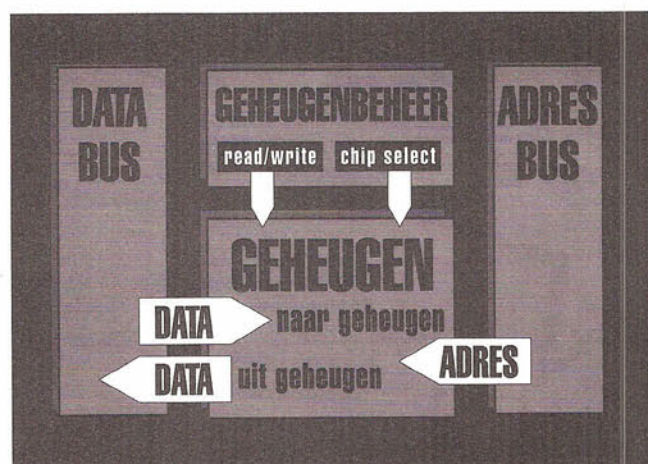 DATA
BUS
GEHEUGENBEHEER
read/write chip select
ADRES
BUS
GEHEUGEN
DATA naar geheugen
DATA uit geheugen
ADRES